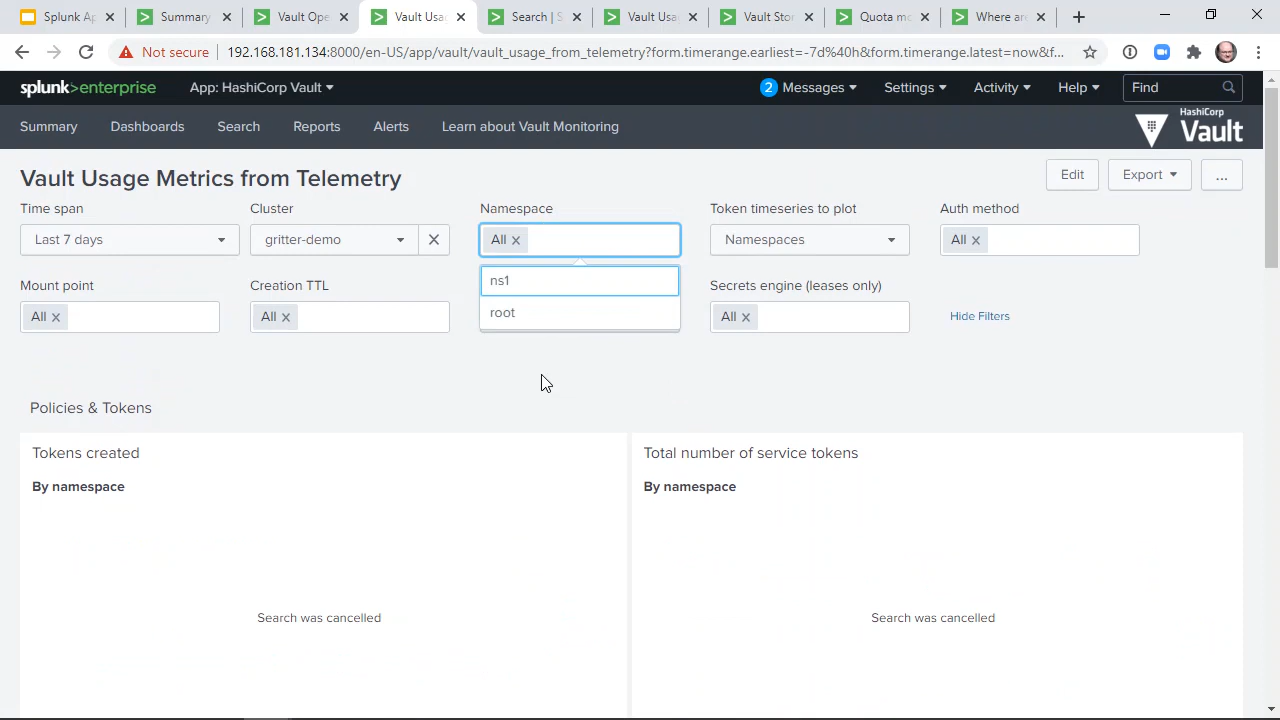 Splunk Ap
Summary
Vault Ope
Vault Usa
Search | S
Vault Usa
Vault Stor
Quota mo
Where ar
Not secure
192.168.181.134:8000/en-US/app/vault/vault_usage_from_telemetry?form.timerange.earliest=-7d%40h&form.timerange.latest=now&f...
splunk>enterprise
App: HashiCorp Vault
2 Messages
Settings
Activity
Help
Find
Summary
Dashboards
Search
Reports
Alerts
Learn about Vault Monitoring
HashiCorp
Vault
Vault Usage Metrics from Telemetry
Edit
Export
...
Time span
Cluster
Namespace
Token timeseries to plot
Auth method
Last 7 days
gritter-demo
All
Namespaces
All
ns1
root
Mount point
Creation TTL
Secrets engine (leases only)
All
All
All
Hide Filters
Policies & Tokens
Tokens created
Total number of service tokens
By namespace
By namespace
Search was cancelled
Search was cancelled